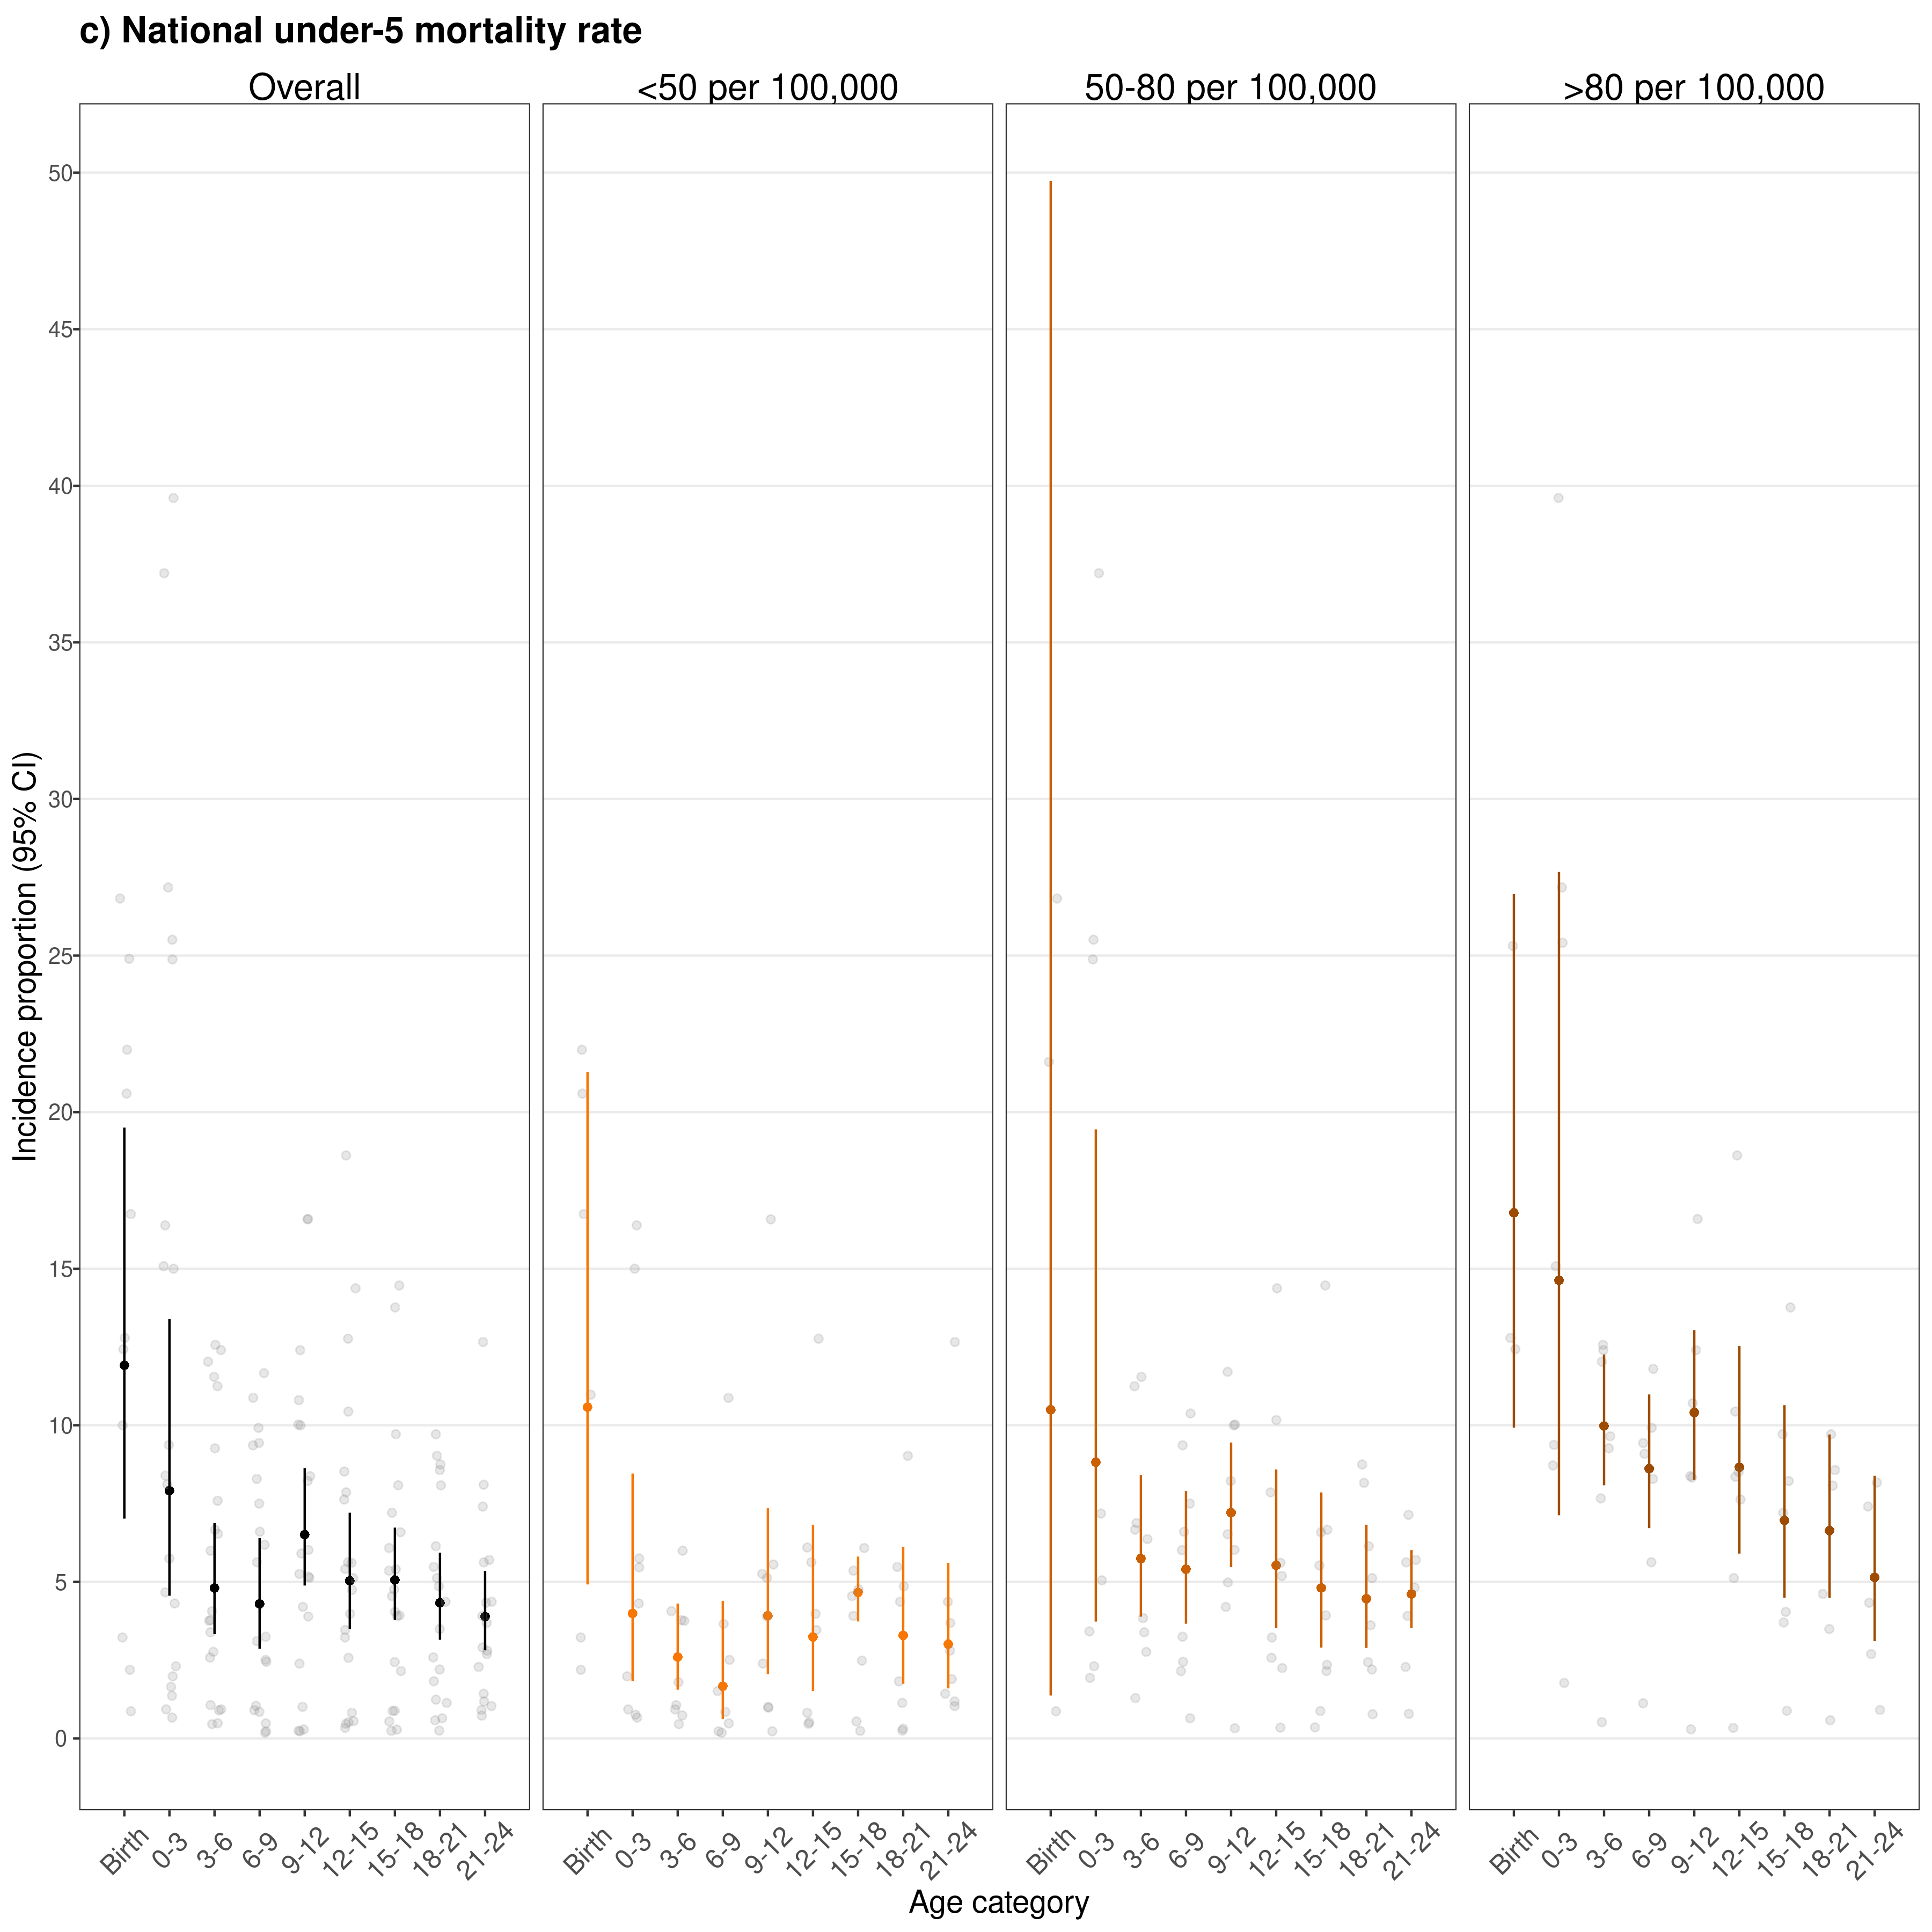 c) National under-5 mortality rate
Overall
<50 per 100,000
50-80 per 100,000
>80 per 100,000
Incidence proportion (95% CI)
50
45
40
35
30
25
20
15
10
5
0
Birth 0-3 3-6 6-9 9-12 12-15 15-18 18-21 21-24
Birth 0-3 3-6 6-9 9-12 12-15 15-18 18-21 21-24
Birth 0-3 3-6 6-9 9-12 12-15 15-18 18-21 21-24
Birth 0-3 3-6 6-9 9-12 12-15 15-18 18-21 21-24
Age category